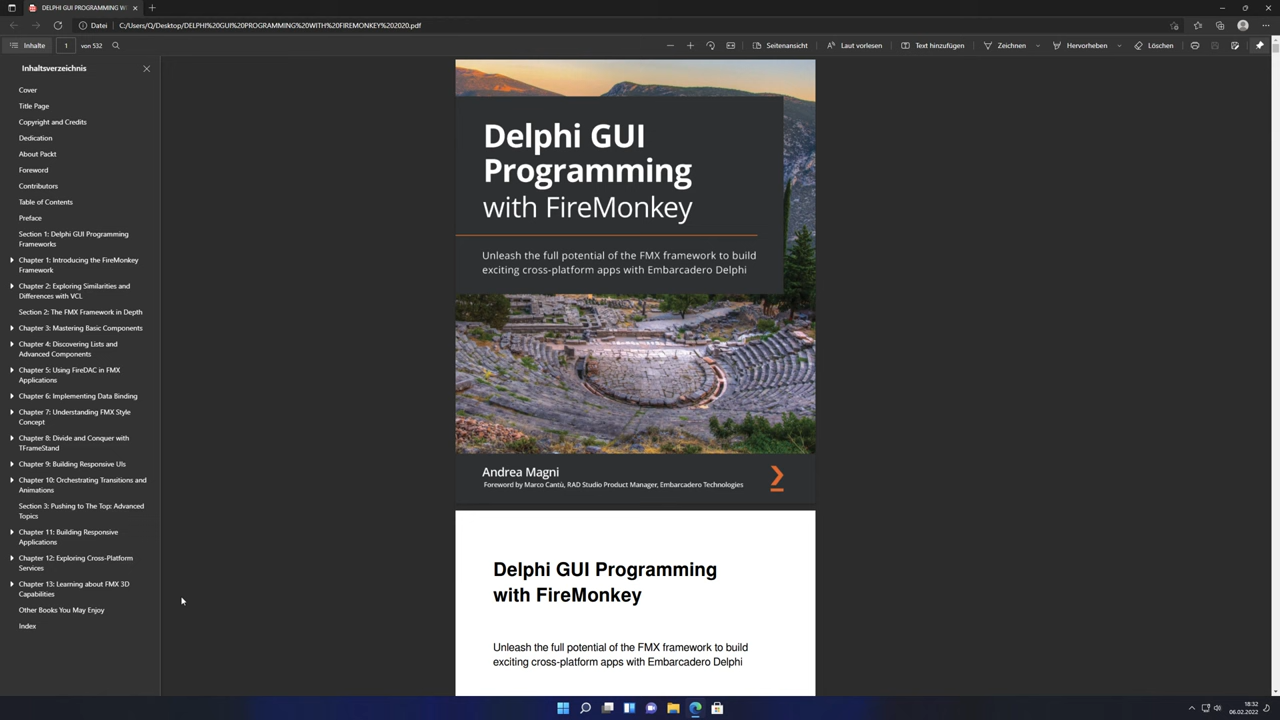 DELPHI GUI PROGRAMMING WI
Datei
C:/Users/Q/Desktop/DELPHI%20GUI%20PROGRAMMING%20WITH%20FIREMONKEY%202020.pdf
Inhalte
1
von 532
Seitenansicht
Laut vorlesen
Text hinzufügen
Zeichnen
Hervorheben
Löschen
Inhaltsverzeichnis
Cover
Title Page
Copyright and Credits
Dedication
About Packt
Foreword
Contributors
Table of Contents
Preface
Section 1: Delphi GUI Programming
Frameworks
Chapter 1: Introducing the FireMonkey
Framework
Chapter 2: Exploring Similarities and
Differences with VCL
Section 2: The FMX Framework in Depth
Chapter 3: Mastering Basic Components
Chapter 4: Discovering Lists and
Advanced Components
Chapter 5: Using FireDAC in FMX
Applications
Chapter 6: Implementing Data Binding
Chapter 7: Understanding FMX Style
Concept
Chapter 8: Divide and Conquer with
TFrameStand
Chapter 9: Building Responsive UIs
Chapter 10: Orchestrating Transitions and
Animations
Section 3: Pushing to The Top: Advanced
Topics
Chapter 11: Building Responsive
Applications
Chapter 12: Exploring Cross-Platform
Services
Chapter 13: Learning about FMX 3D
Capabilities
Other Books You May Enjoy
Index
Delphi GUI
Programming
with FireMonkey
Unleash the full potential of the FMX framework to build
exciting cross-platform apps with Embarcadero Delphi
Andrea Magni
Foreword by Marco Cantù, RAD Studio Product Manager, Embarcadero Technologies
Delphi GUI Programming
with FireMonkey
Unleash the full potential of the FMX framework to build
exciting cross-platform apps with Embarcadero Delphi
18:32
06.02.2022